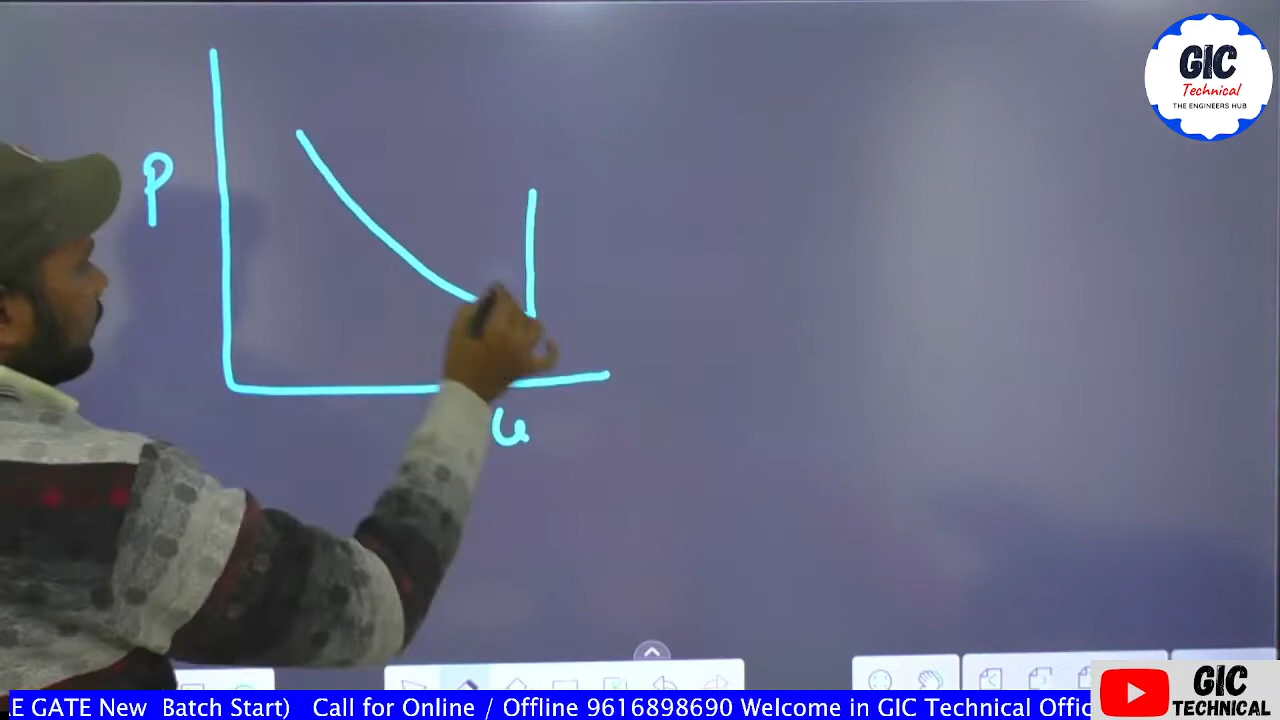 GIC
Technical
THE ENGINEERS HUB
P
E GATE New Batch Start) Call for Online / Offline 9616898690 Welcome in GIC Technical Offic
GIC
TECHNICAL